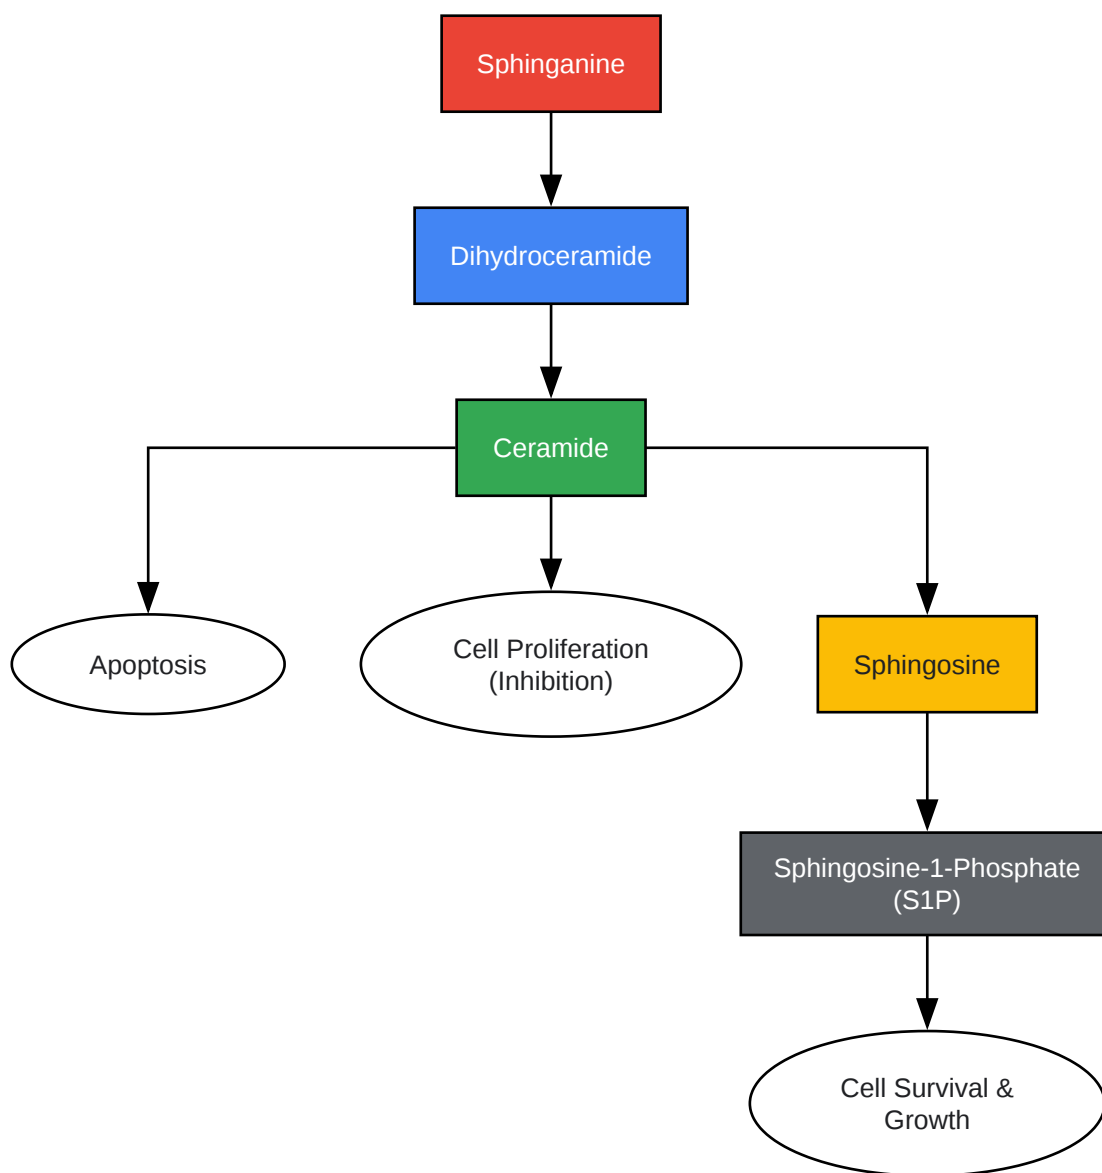 Sphinganine
Dihydroceramide
Ceramide
Apoptosis
Cell Proliferation
(Inhibition)
Sphingosine
Sphingosine-1-Phosphate
(S1P)
Cell Survival &
Growth